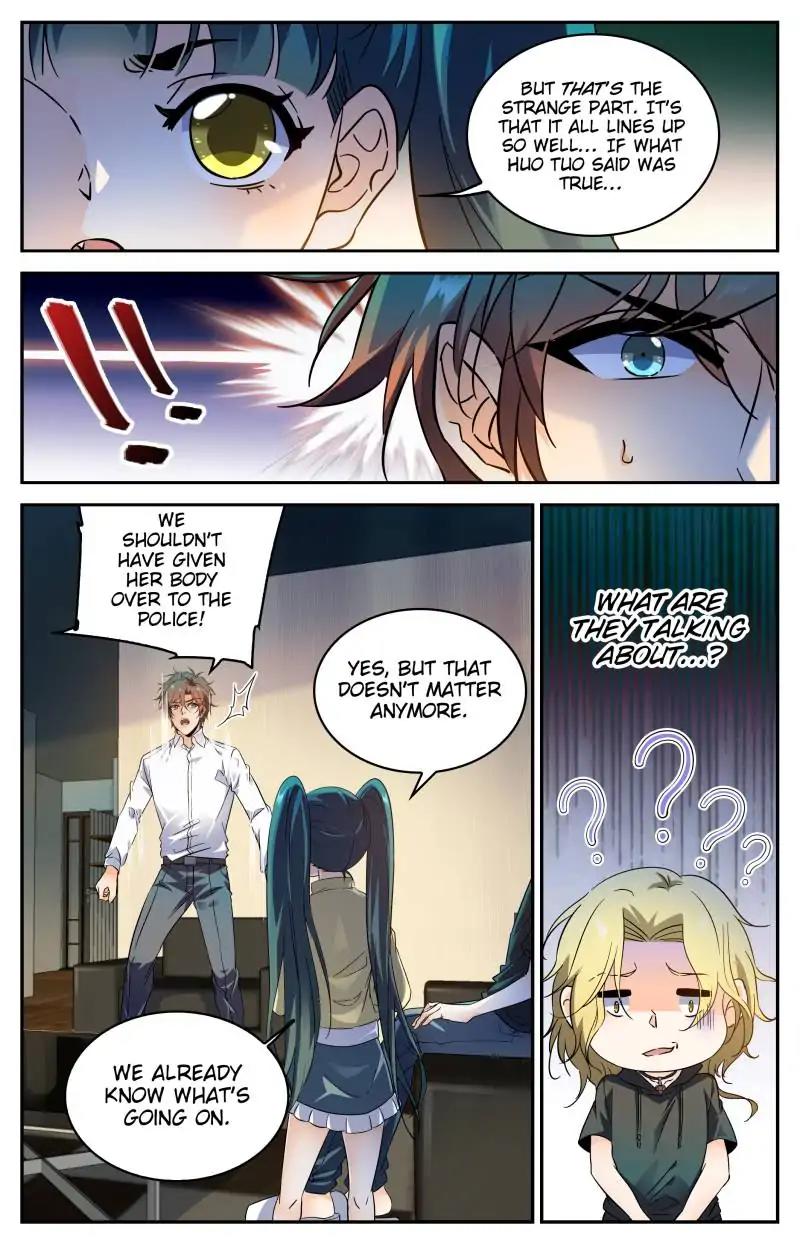 BUT THAT'S THE
STRANGE PART. IT'S
THAT IT ALL LINES UP
SO WELL... IF WHAT
HUO TUO SAID WAS
TRUE...
!!
WE
SHOULDN'T
HAVE GIVEN
HER BODY
OVER TO THE
POLICE!
YES, BUT THAT
DOESN'T MATTER
ANYMORE.
WE ALREADY
KNOW WHAT'S
GOING ON.
WHAT ARE
THEY TALKING
ABOUT...?
????